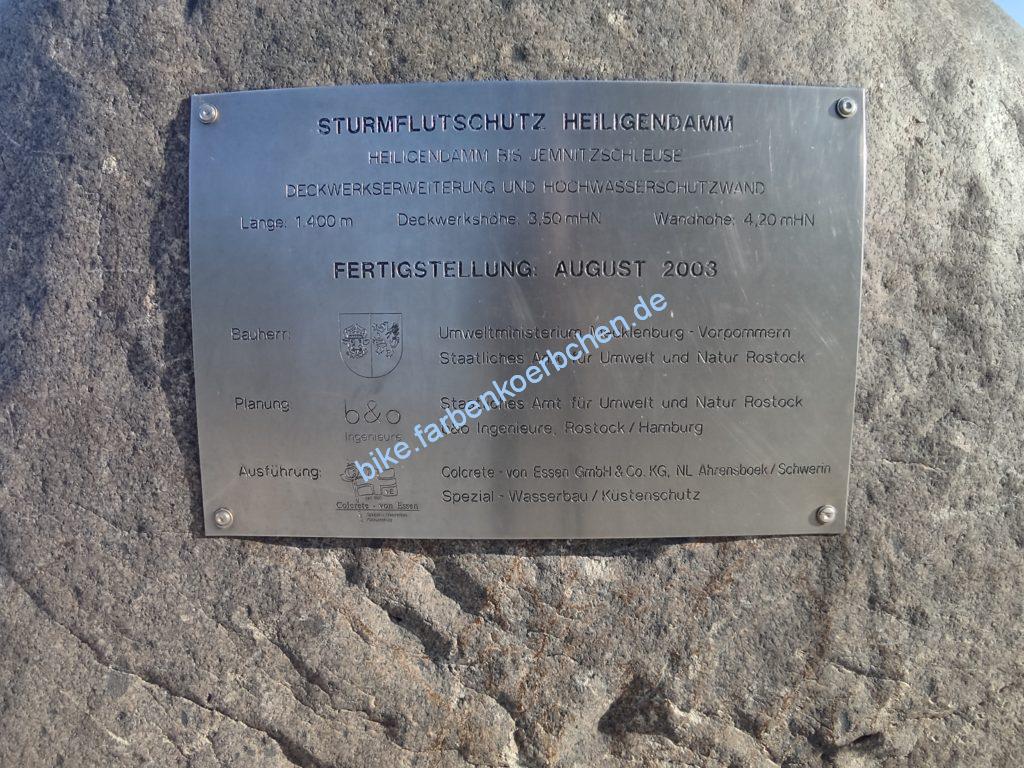 STURMFLUTSCHUTZ HEILIGENDAMM
HEILIGENDAMM BIS JEMNITZSCHLEUSE
DECKWERKSERWEITERUNG UND HOCHWASSERSCHUTZWAND
Länge: 1.400 m Deckwerkshöhe: 3,50 mHN Wandhöhe: 4,20 mHN
FERTIGSTELLUNG: AUGUST 2003
Bauherr: Umweltministerium Mecklenburg - Vorpommern
Staatliches Amt für Umwelt und Natur Rostock
Planung: Staatliches Amt für Umwelt und Natur Rostock
b&o
Ingenieure
b&o Ingenieure, Rostock / Hamburg
Ausführung: Colcrete - von Essen GmbH & Co. KG, NL Ahrensboek / Schwerin
Spezial - Wasserbau / Küstenschutz
Colcrete - von Essen
bike.farbenkoerbchen.de